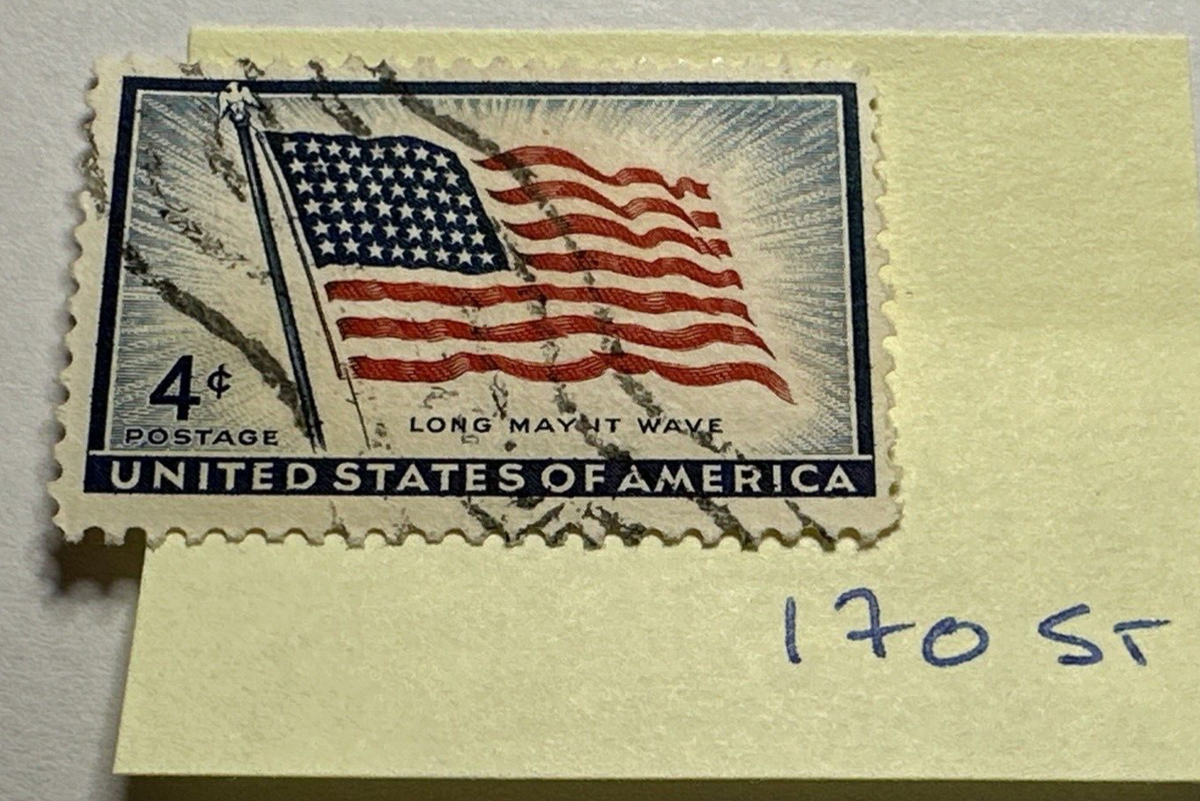 4¢
POSTAGE
LONG MAY IT WAVE
UNITED STATES OF AMERICA
170 ST